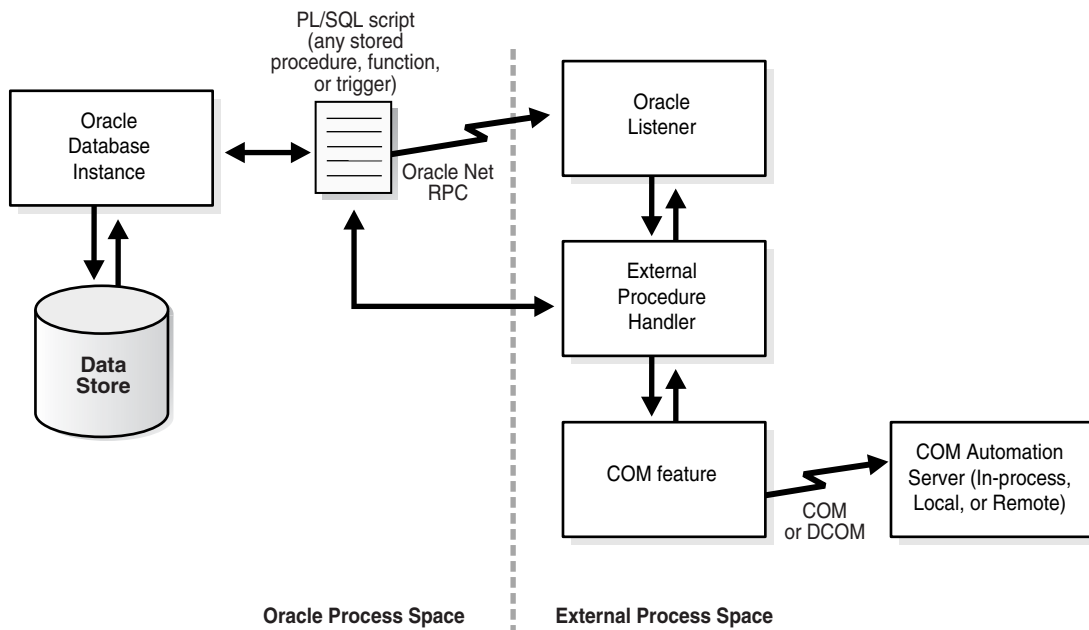 PL/SQL script
(any stored
procedure, function,
or trigger)
Oracle
Database
Instance
Oracle
Listener
Oracle Net
RPC
External
Procedure
Handler
Data
Store
COM feature
COM Automation
Server (In-process,
Local, or Remote)
COM
or DCOM
Oracle Process Space
External Process Space